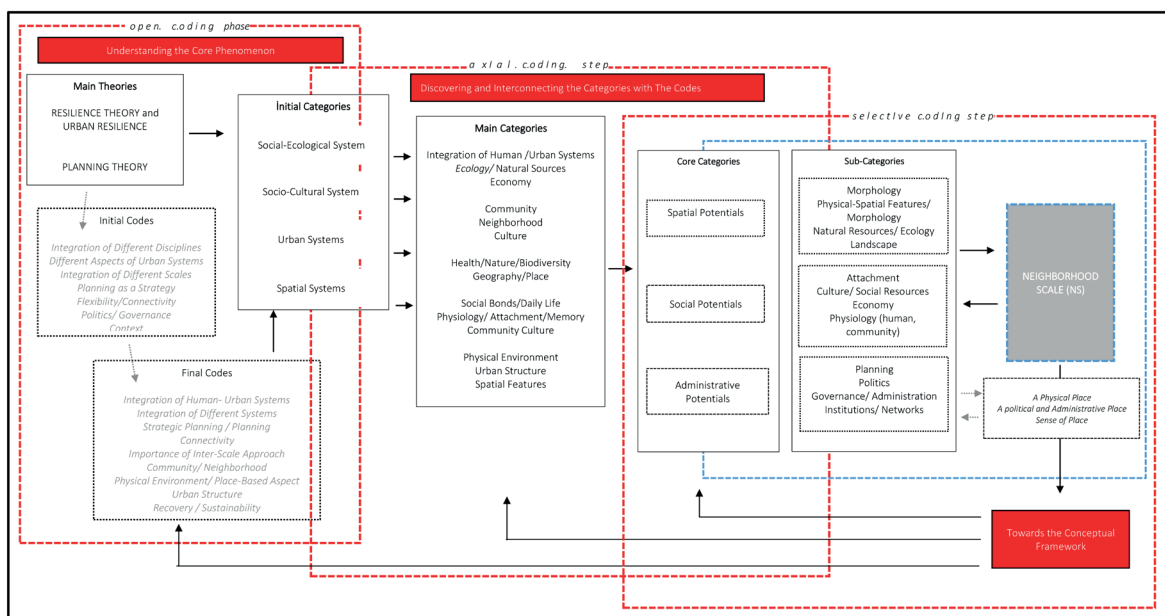 open. coding phase
Understanding the Core Phenomenon
Main Theories
RESILIENCE THEORY and
URBAN RESILIENCE
PLANNING THEORY
Initial Codes
Integration of Different Disciplines
Different Aspects of Urban Systems
Integration of Different Scales
Planning as a Strategy
Flexibility/Connectivity
Politics/ Governance
Context
Final Codes
Integration of Human- Urban Systems
Integration of Different Systems
Strategic Planning / Planning
Connectivity
Importance of Inter-Scale Approach
Community/ Neighborhood
Physical Environment/ Place-Based Aspect
Urban Structure
Recovery / Sustainability
İnitial Categories
Social-Ecological System
Socio-Cultural System
Urban Systems
Spatial Systems
axial.coding. step
Discovering and Interconnecting the Categories with The Codes
Main Categories
Integration of Human /Urban Systems
Ecology/ Natural Sources
Economy
Community
Neighborhood
Culture
Health/Nature/Biodiversity
Geography/Place
Social Bonds/Daily Life
Physiology/ Attachment/Memory
Community Culture
Physical Environment
Urban Structure
Spatial Features
selective coding step
Core Categories
Spatial Potentials
Social Potentials
Administrative
Potentials
Sub-Categories
Morphology
Physical-Spatial Features/
Morphology
Natural Resources/ Ecology
Landscape
Attachment
Culture/ Social Resources
Economy
Physiology (human,
community)
Planning
Politics
Governance/ Administration
Institutions/ Networks
NEIGHBORHOOD
SCALE (NS)
A Physical Place
A political and Administrative Place
Sense of Place
Towards the Conceptual
Framework